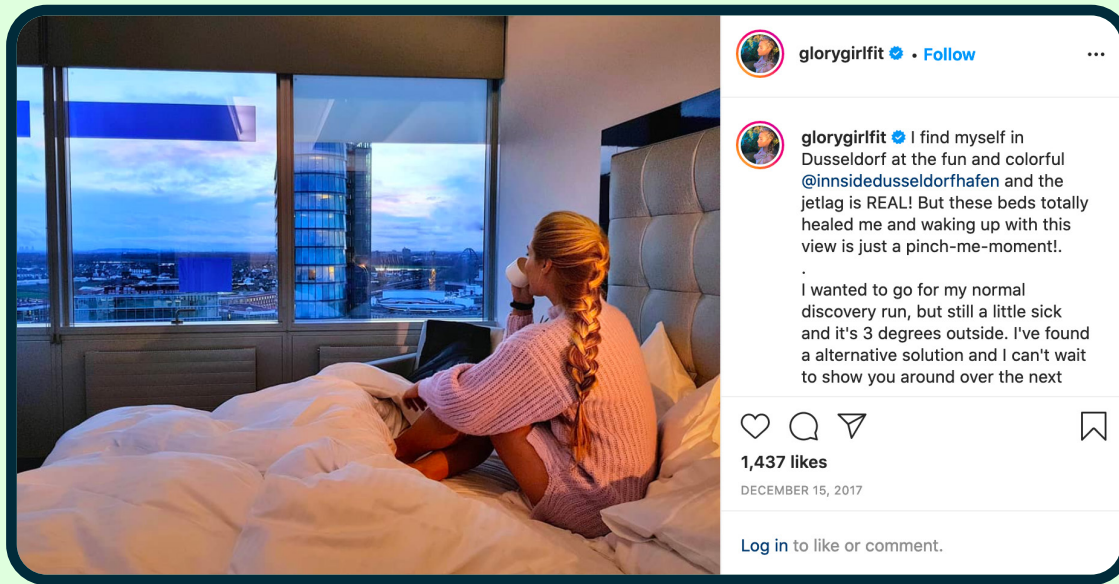 glorygirlfit • Follow
glorygirlfit I find myself in
Dusseldorf at the fun and colorful
@innsidedusseldorfhafen and the
jetlag is REAL! But these beds totally
healed me and waking up with this
view is just a pinch-me-moment!.
.
I wanted to go for my normal
discovery run, but still a little sick
and it's 3 degrees outside. I've found
a alternative solution and I can't wait
to show you around over the next
1,437 likes
DECEMBER 15, 2017
Log in to like or comment.